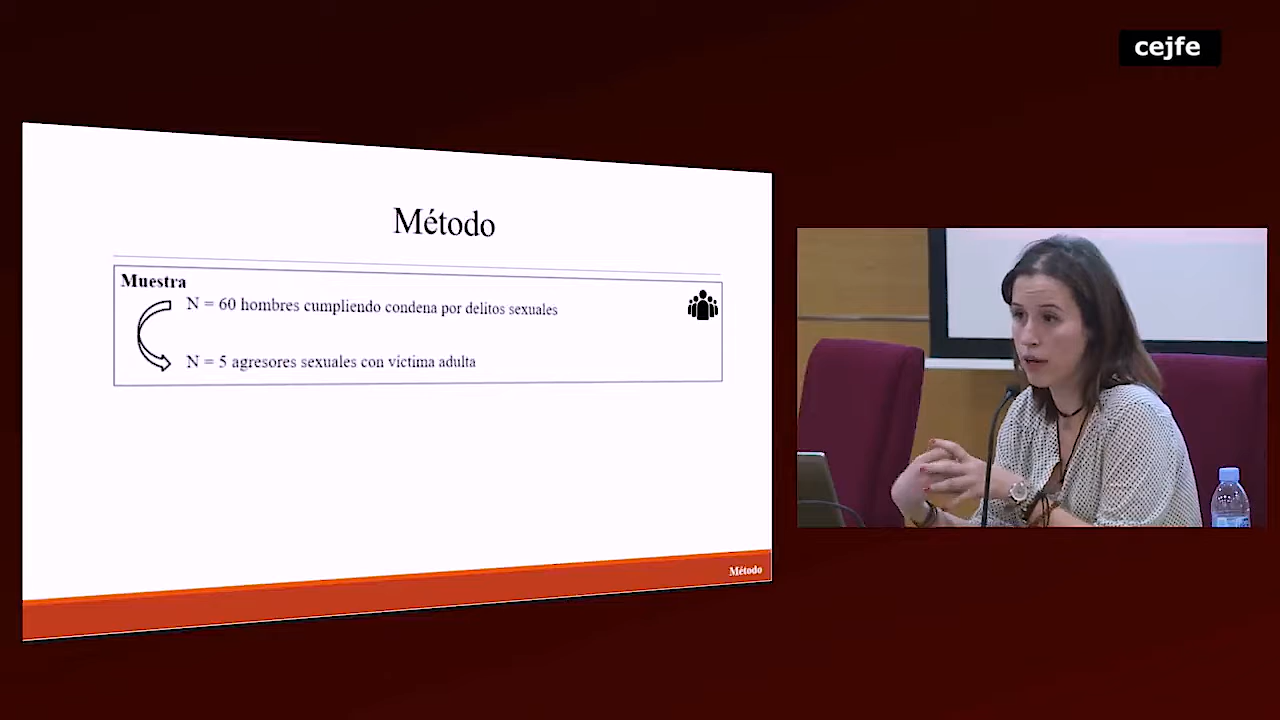 cejfe
Método
Muestra
N = 60 hombres cumpliendo condena por delitos sexuales
N = 5 agresores sexuales con víctima adulta
Método